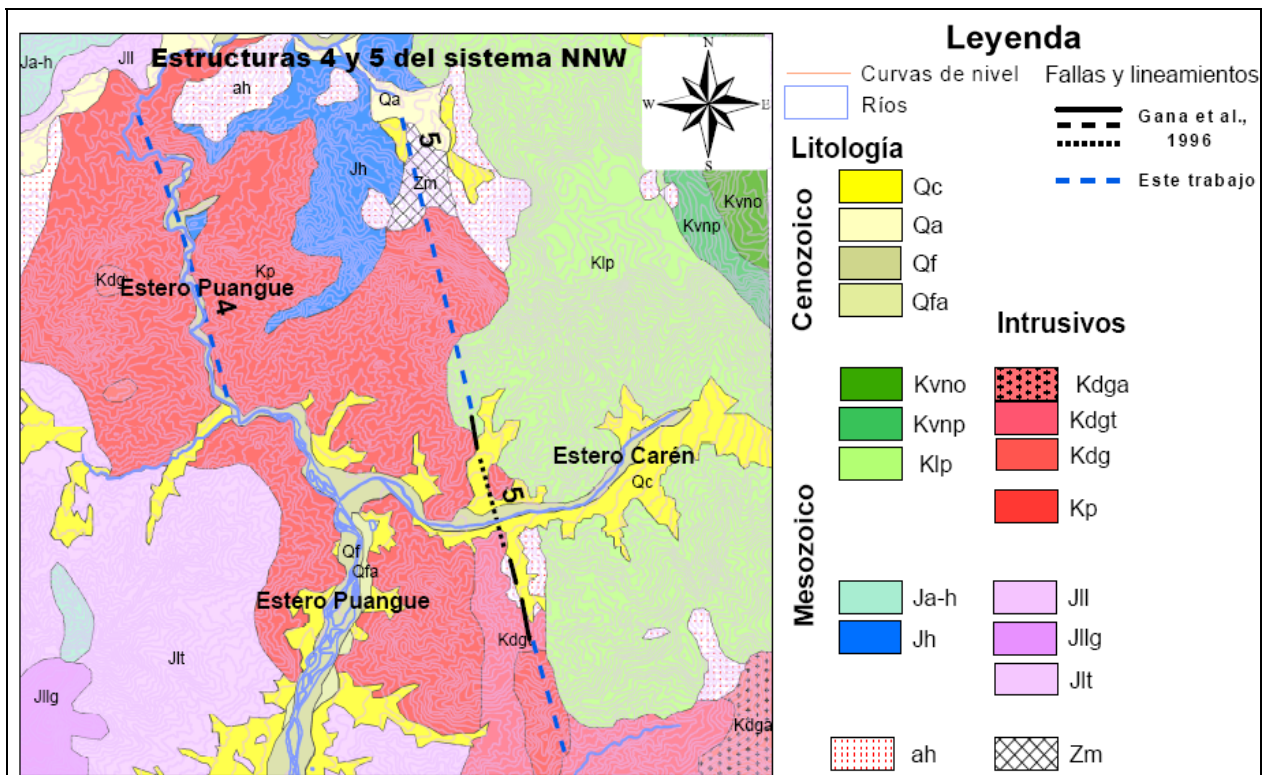 Estructuras 4 y 5 del sistema NNW
Ja-h
Jll
ah
Qa
5
Jh
Zm
N
W
E
S
Kvno
Kvnp
Klp
Kdg
Kp
Estero Puangue
4
Estero Carén
Qc
5
Qf
Qfa
Estero Puangue
Kdgt
Jlt
Jllg
Kdga
Leyenda
Curvas de nivel
Ríos
Fallas y lineamientos
Gana et al.,
1996
Este trabajo
Litología
Cenozoico
Qc
Qa
Qf
Qfa
Mesozoico
Kvno
Kvnp
Klp
Ja-h
Jh
ah
Intrusivos
Kdga
Kdgt
Kdg
Kp
Jll
Jllg
Jlt
Zm